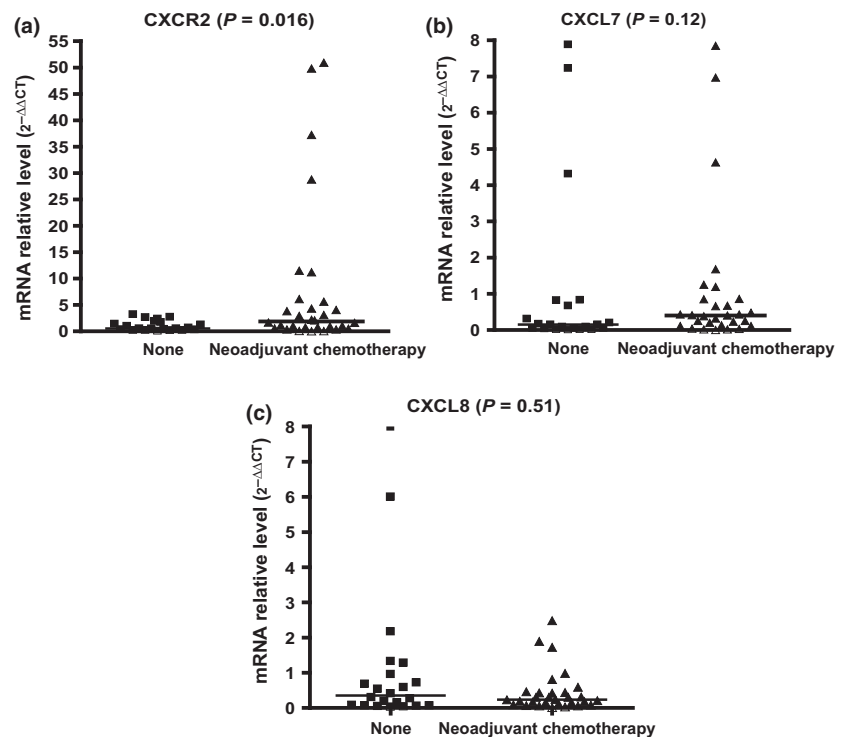 (a)
CXCR2 (P = 0.016)
mRNA relative level (2−ΔΔCT)
55
50
45
40
35
30
25
20
15
10
5
0
None Neoadjuvant chemotherapy
(b)
CXCL7 (P = 0.12)
mRNA relative level (2−ΔΔCT)
8
7
6
5
4
3
2
1
0
None Neoadjuvant chemotherapy
(c)
CXCL8 (P = 0.51)
mRNA relative level (2−ΔΔCT)
8
7
6
5
4
3
2
1
0
None Neoadjuvant chemotherapy